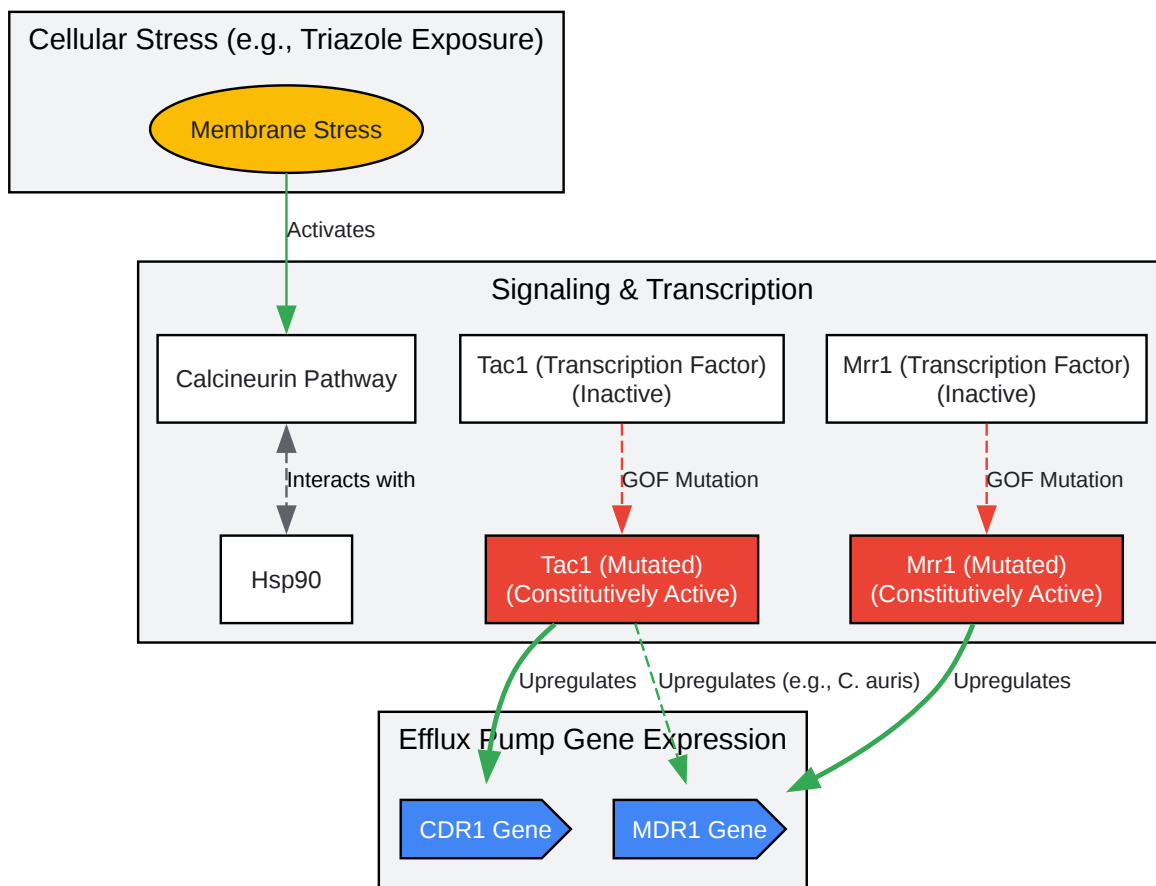 Cellular Stress (e.g., Triazole Exposure)
Membrane Stress
Activates
Signaling & Transcription
Calcineurin Pathway
Tac1 (Transcription Factor)
(Inactive)
Mrr1 (Transcription Factor)
(Inactive)
Interacts with
GOF Mutation
GOF Mutation
Hsp90
Tac1 (Mutated)
(Constitutively Active)
Mrr1 (Mutated)
(Constitutively Active)
Upregulates
Upregulates (e.g., C. auris)
Upregulates
Efflux Pump Gene Expression
CDR1 Gene
MDR1 Gene